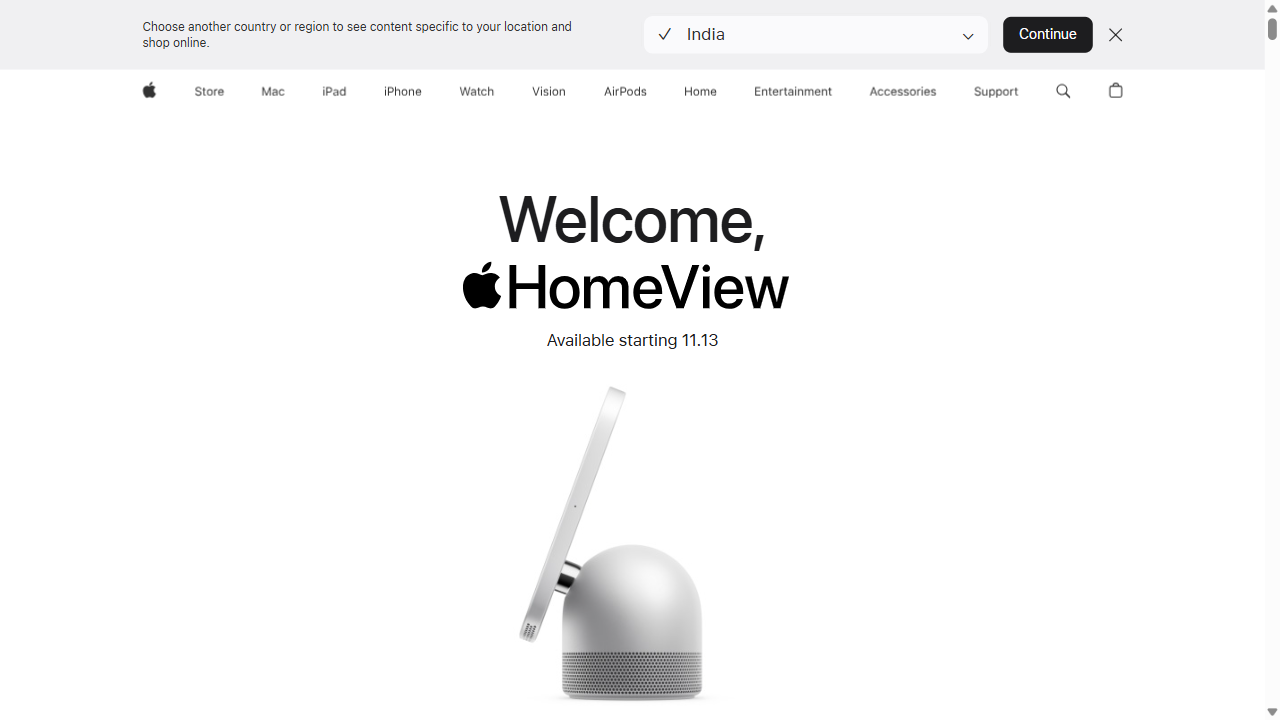 Choose another country or region to see content specific to your location and
shop online.
India
Continue
Store
Mac
iPad
iPhone
Watch
Vision
AirPods
Home
Entertainment
Accessories
Support
Welcome,
HomeView
Available starting 11.13